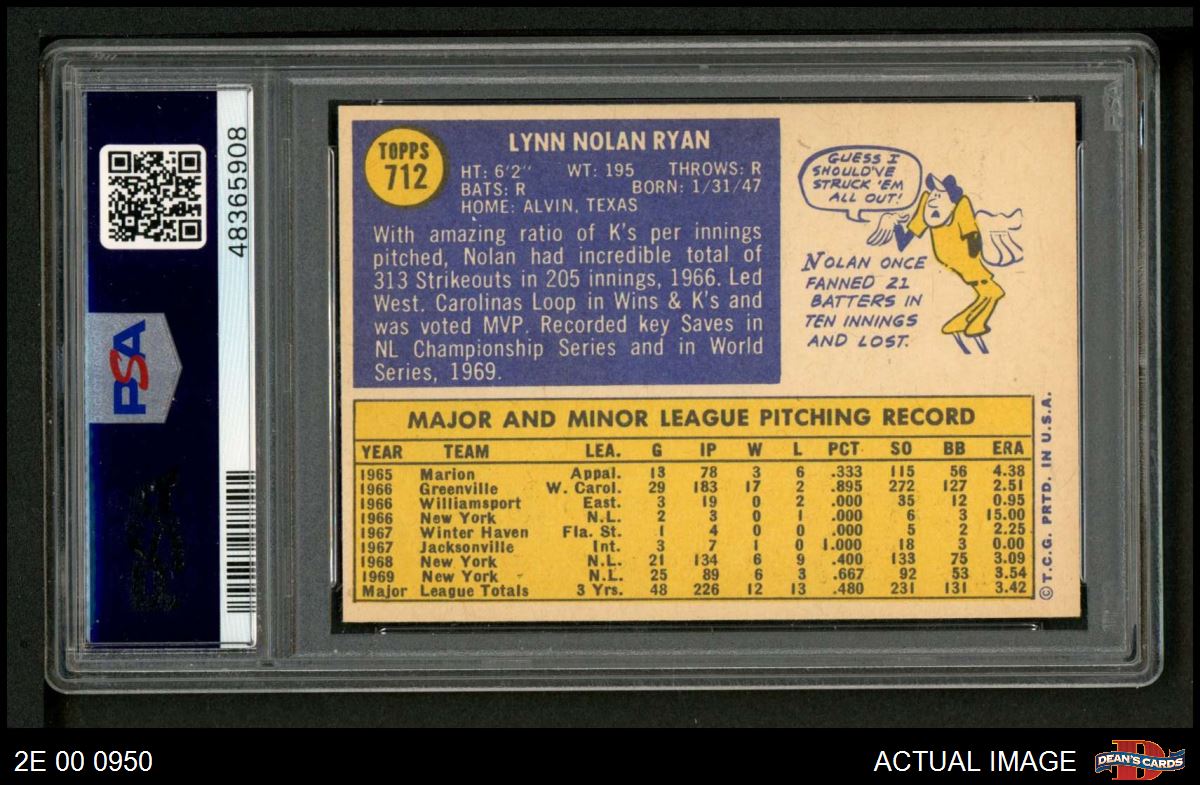 48365908
PSA
TOPPS
712
LYNN NOLAN RYAN
HT: 6'2" WT: 195 THROWS: R
BATS: R BORN: 1/31/47
HOME: ALVIN, TEXAS
With amazing ratio of K's per innings
pitched, Nolan had incredible total of
313 Strikeouts in 205 innings, 1966. Led
West. Carolinas Loop in Wins & K's and
was voted MVP. Recorded key Saves in
NL Championship Series and in World
Series, 1969.
GUESS I
SHOULD'VE
STRUCK 'EM
ALL OUT!
NOLAN ONCE
FANNED 21
BATTERS IN
TEN INNINGS
AND LOST.
MAJOR AND MINOR LEAGUE PITCHING RECORD
YEAR TEAM LEA. G IP W L PCT. SO BB ERA
1965 Marion Appal. 13 78 3 6 .333 115 56 4.38
1966 Greenville W. Carol. 29 183 17 2 .895 272 127 2.51
1966 Williamsport East. 3 19 0 2 .000 35 12 0.95
1966 New York N.L. 2 3 0 1 .000 6 3 15.00
1967 Winter Haven Fla. St. 1 4 0 0 .000 5 2 2.25
1967 Jacksonville Int. 3 7 1 0 1.000 18 3 0.00
1968 New York N.L. 21 134 6 9 .400 133 75 3.09
1969 New York N.L. 25 89 6 3 .667 92 53 3.54
Major League Totals 3 Yrs. 48 226 12 13 .480 231 131 3.42
© T.C.G. PRTD. IN U.S.A.
2E 00 0950
ACTUAL IMAGE
D
DEAN'S CARDS